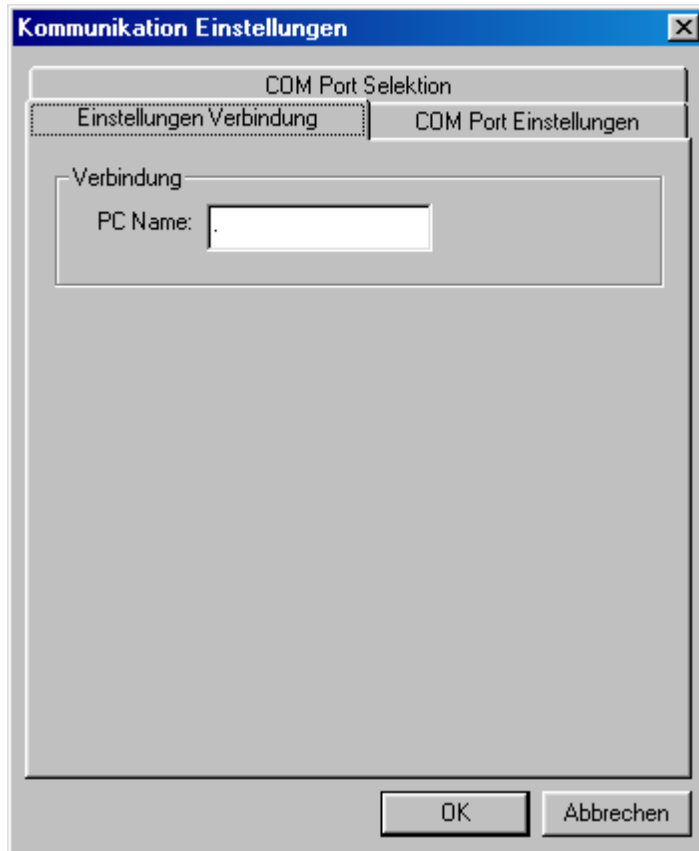 Kommunikation Einstellungen
COM Port Selektion
Einstellungen Verbindung
COM Port Einstellungen
Verbindung
PC Name: .
OK
Abbrechen